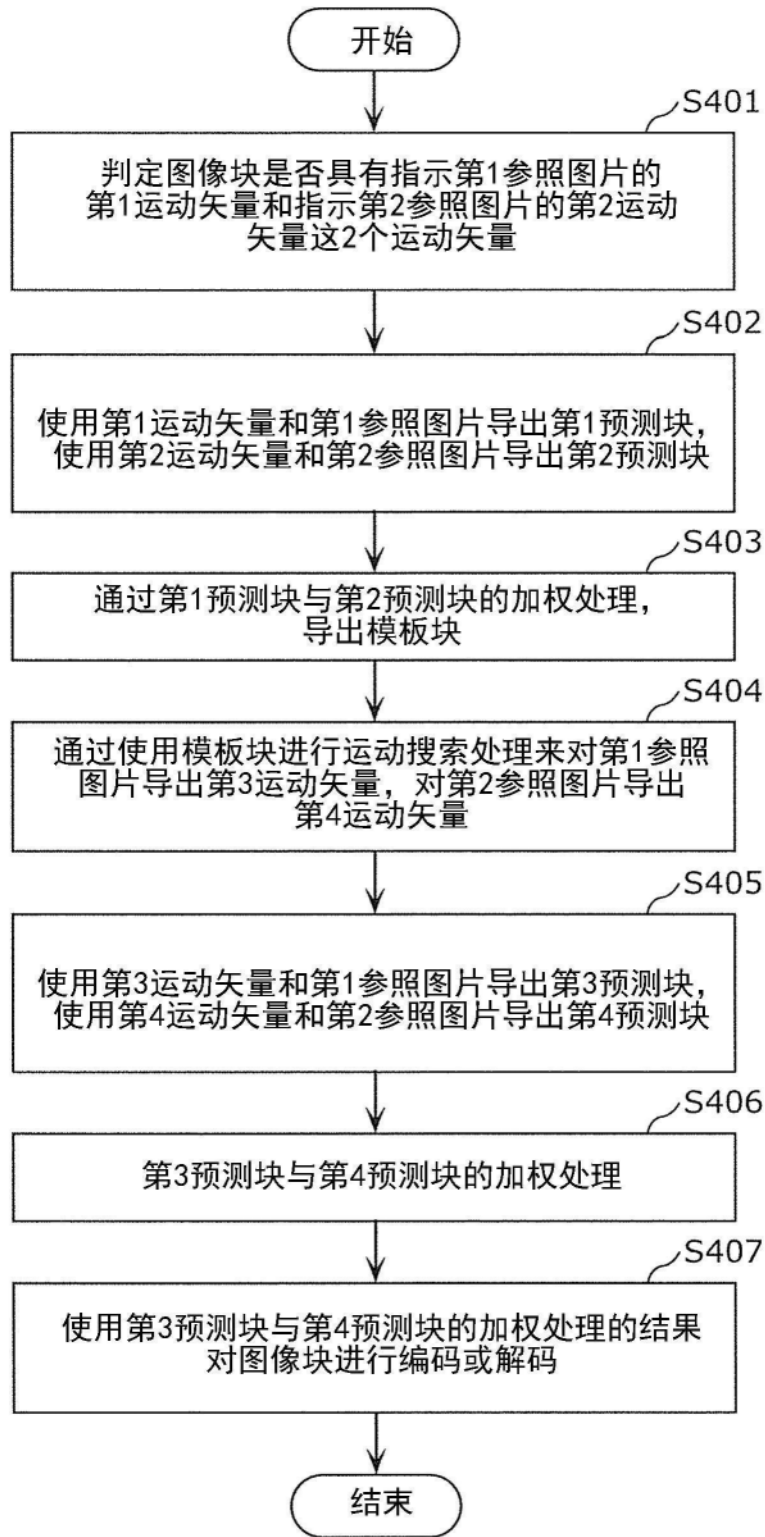 开始
S401
判定图像块是否具有指示第1参照图片的
第1运动矢量和指示第2参照图片的第2运动
矢量这2个运动矢量
S402
使用第1运动矢量和第1参照图片导出第1预测块，
使用第2运动矢量和第2参照图片导出第2预测块
S403
通过第1预测块与第2预测块的加权处理，
导出模板块
S404
通过使用模板块进行运动搜索处理来对第1参照
图片导出第3运动矢量，对第2参照图片导出
第4运动矢量
S405
使用第3运动矢量和第1参照图片导出第3预测块，
使用第4运动矢量和第2参照图片导出第4预测块
S406
第3预测块与第4预测块的加权处理
S407
使用第3预测块与第4预测块的加权处理的结果
对图像块进行编码或解码
结束